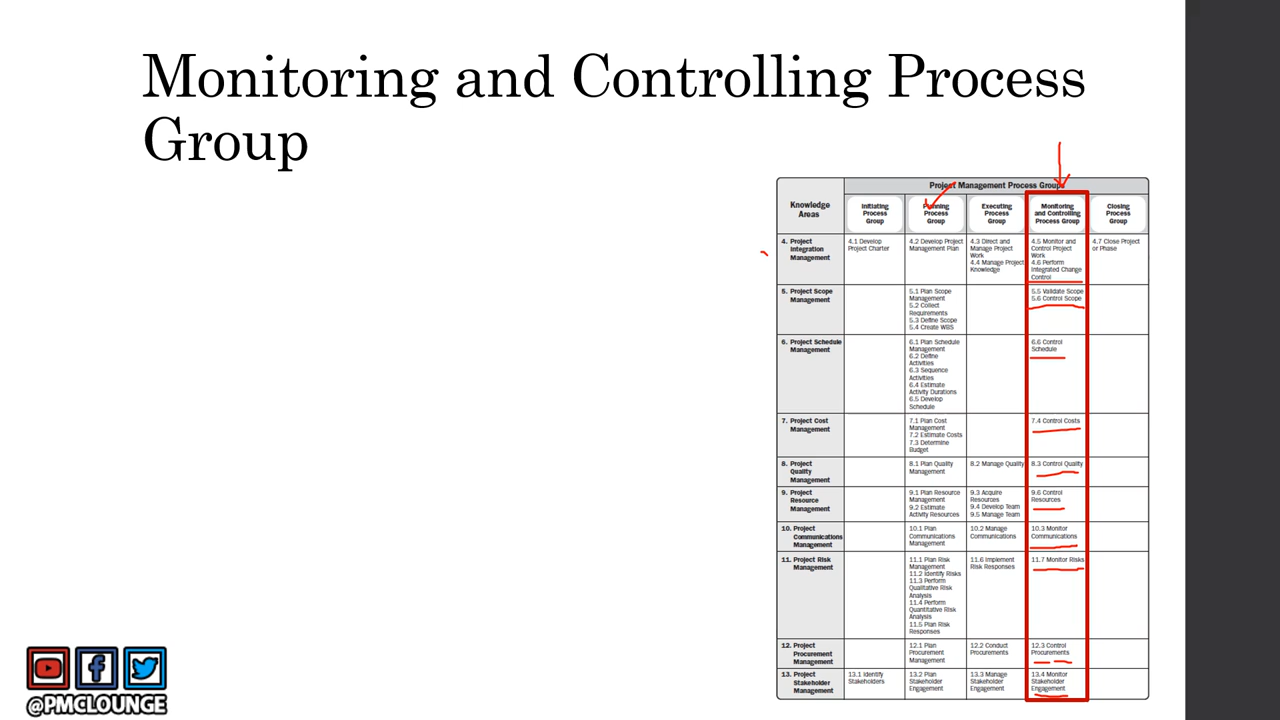 Monitoring and Controlling Process
Group
Project Management Process Groups
Knowledge
Areas
Initiating
Process
Group
Planning
Process
Group
Executing
Process
Group
Monitoring
and Controlling
Process Group
Closing
Process
Group
4. Project
Integration
Management
4.1 Develop
Project Charter
4.2 Develop Project
Management Plan
4.3 Direct and
Manage Project
Work
4.4 Manage Project
Knowledge
4.5 Monitor and
Control Project
Work
4.6 Perform
Integrated Change
Control
4.7 Close Project
or Phase
5. Project Scope
Management
5.1 Plan Scope
Management
5.2 Collect
Requirements
5.3 Define Scope
5.4 Create WBS
5.5 Validate Scope
5.6 Control Scope
6. Project Schedule
Management
6.1 Plan Schedule
Management
6.2 Define
Activities
6.3 Sequence
Activities
6.4 Estimate
Activity Durations
6.5 Develop
Schedule
6.6 Control
Schedule
7. Project Cost
Management
7.1 Plan Cost
Management
7.2 Estimate Costs
7.3 Determine
Budget
7.4 Control Costs
8. Project
Quality
Management
8.1 Plan Quality
Management
8.2 Manage Quality
8.3 Control Quality
9. Project
Resource
Management
9.1 Plan Resource
Management
9.2 Estimate
Activity Resources
9.3 Acquire
Resources
9.4 Develop Team
9.5 Manage Team
9.6 Control
Resources
10. Project
Communications
Management
10.1 Plan
Communications
Management
10.2 Manage
Communications
10.3 Monitor
Communications
11. Project Risk
Management
11.1 Plan Risk
Management
11.2 Identify Risks
11.3 Perform
Qualitative Risk
Analysis
11.4 Perform
Quantitative Risk
Analysis
11.5 Plan Risk
Responses
11.6 Implement
Risk Responses
11.7 Monitor Risks
12. Project
Procurement
Management
12.1 Plan
Procurement
Management
12.2 Conduct
Procurements
12.3 Control
Procurements
13. Project
Stakeholder
Management
13.1 Identify
Stakeholders
13.2 Plan
Stakeholder
Engagement
13.3 Manage
Stakeholder
Engagement
13.4 Monitor
Stakeholder
Engagement
@PMCLOUNGE